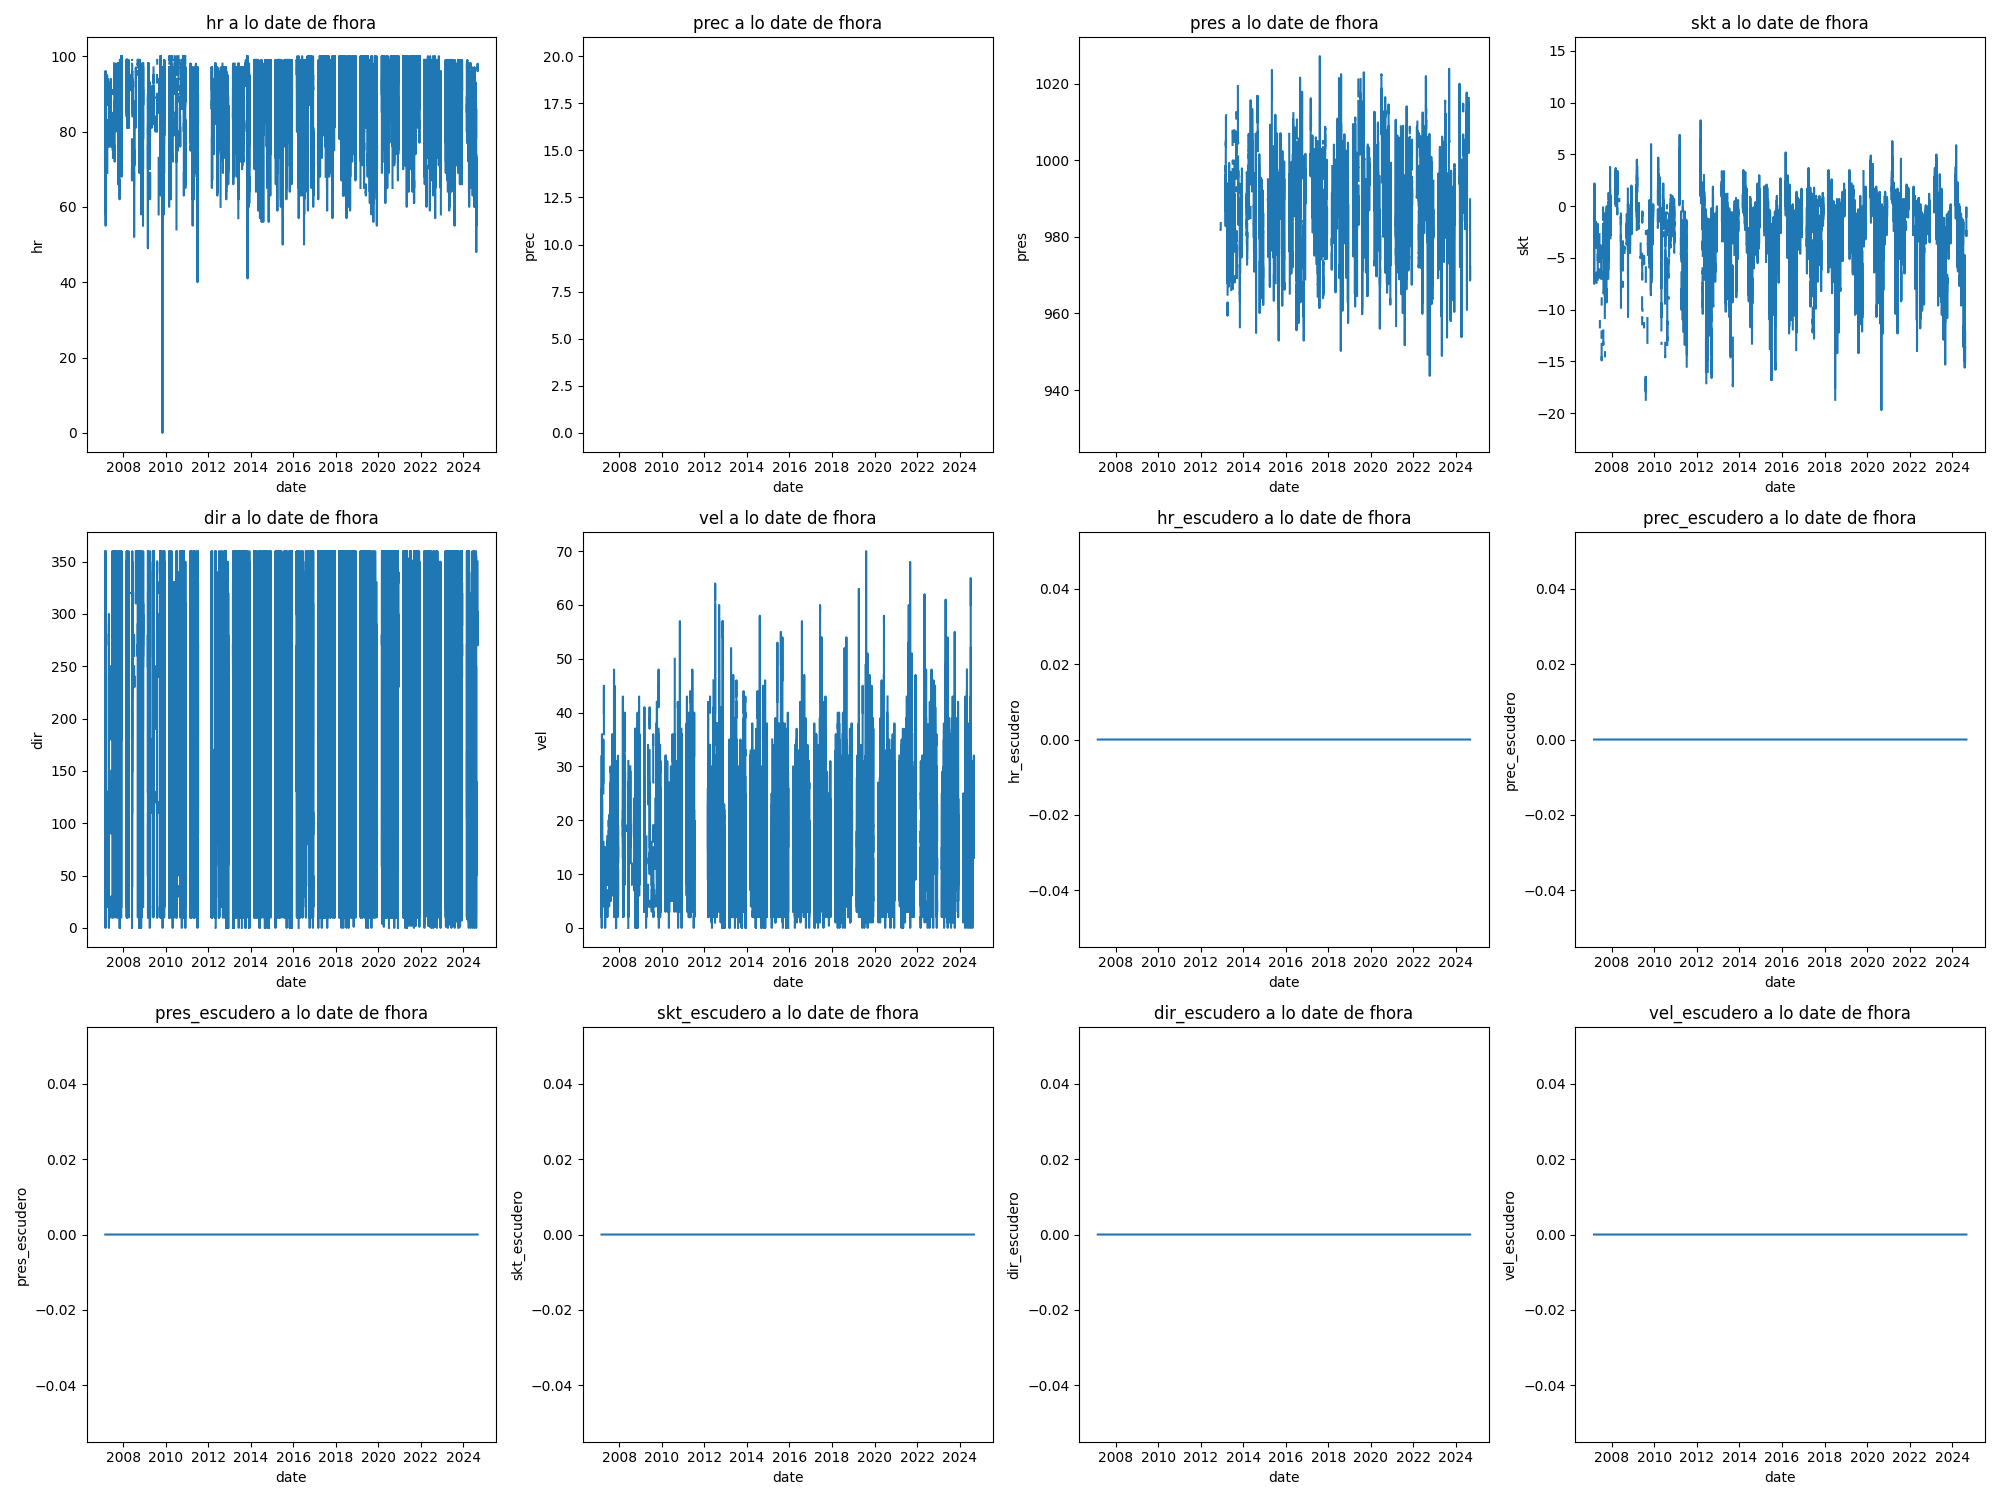 hr a lo date de fhora
prec a lo date de fhora
pres a lo date de fhora
skt a lo date de fhora
100
80
60
40
20
0
hr
2008 2010 2012 2014 2016 2018 2020 2022 2024
date
20.0
17.5
15.0
12.5
10.0
7.5
5.0
2.5
0.0
prec
2008 2010 2012 2014 2016 2018 2020 2022 2024
date
1020
1000
980
960
940
pres
2008 2010 2012 2014 2016 2018 2020 2022 2024
date
15
10
5
0
−5
−10
−15
−20
skt
2008 2010 2012 2014 2016 2018 2020 2022 2024
date
dir a lo date de fhora
vel a lo date de fhora
hr_escudero a lo date de fhora
prec_escudero a lo date de fhora
350
300
250
200
150
100
50
0
dir
2008 2010 2012 2014 2016 2018 2020 2022 2024
date
70
60
50
40
30
20
10
0
vel
2008 2010 2012 2014 2016 2018 2020 2022 2024
date
0.04
0.02
0.00
−0.02
−0.04
hr_escudero
2008 2010 2012 2014 2016 2018 2020 2022 2024
date
0.04
0.02
0.00
−0.02
−0.04
prec_escudero
2008 2010 2012 2014 2016 2018 2020 2022 2024
date
pres_escudero a lo date de fhora
skt_escudero a lo date de fhora
dir_escudero a lo date de fhora
vel_escudero a lo date de fhora
0.04
0.02
0.00
−0.02
−0.04
pres_escudero
2008 2010 2012 2014 2016 2018 2020 2022 2024
date
0.04
0.02
0.00
−0.02
−0.04
skt_escudero
2008 2010 2012 2014 2016 2018 2020 2022 2024
date
0.04
0.02
0.00
−0.02
−0.04
dir_escudero
2008 2010 2012 2014 2016 2018 2020 2022 2024
date
0.04
0.02
0.00
−0.02
−0.04
vel_escudero
2008 2010 2012 2014 2016 2018 2020 2022 2024
date